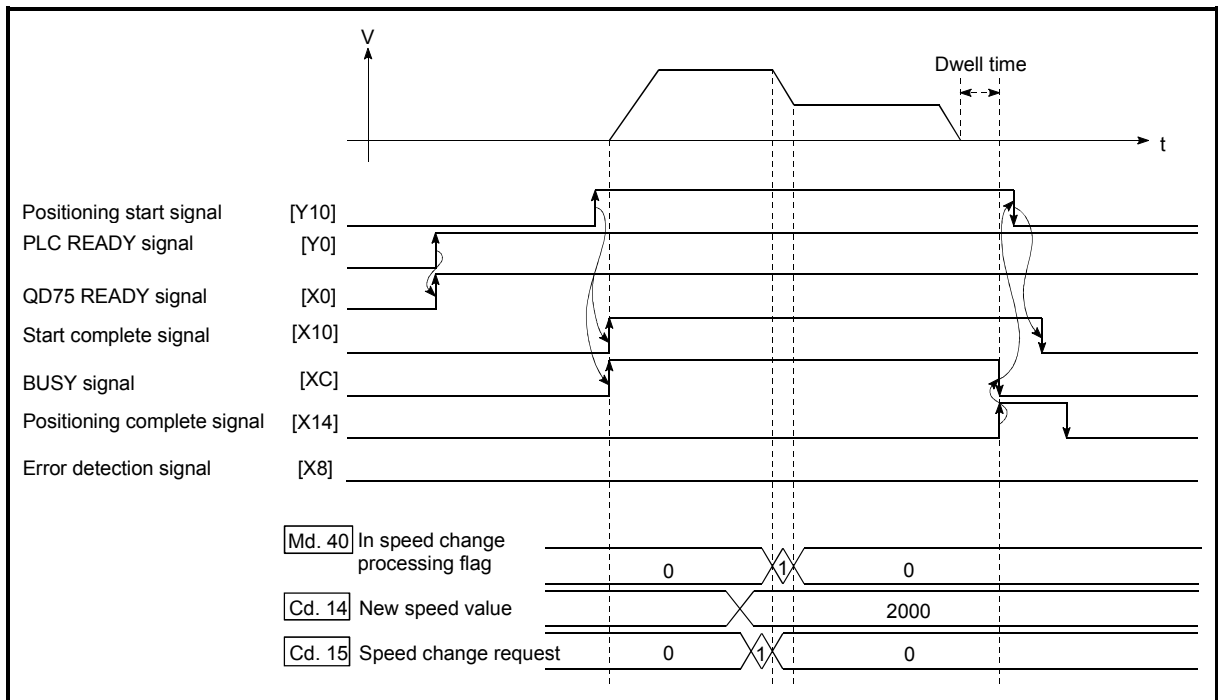 V
Dwell time
t
Positioning start signal [Y10]
PLC READY signal [Y0]
QD75 READY signal [X0]
Start complete signal [X10]
BUSY signal [XC]
Positioning complete signal [X14]
Error detection signal [X8]
Md. 40 In speed change
processing flag
0 1 0
Cd. 14 New speed value 2000
Cd. 15 Speed change request 0 1 0